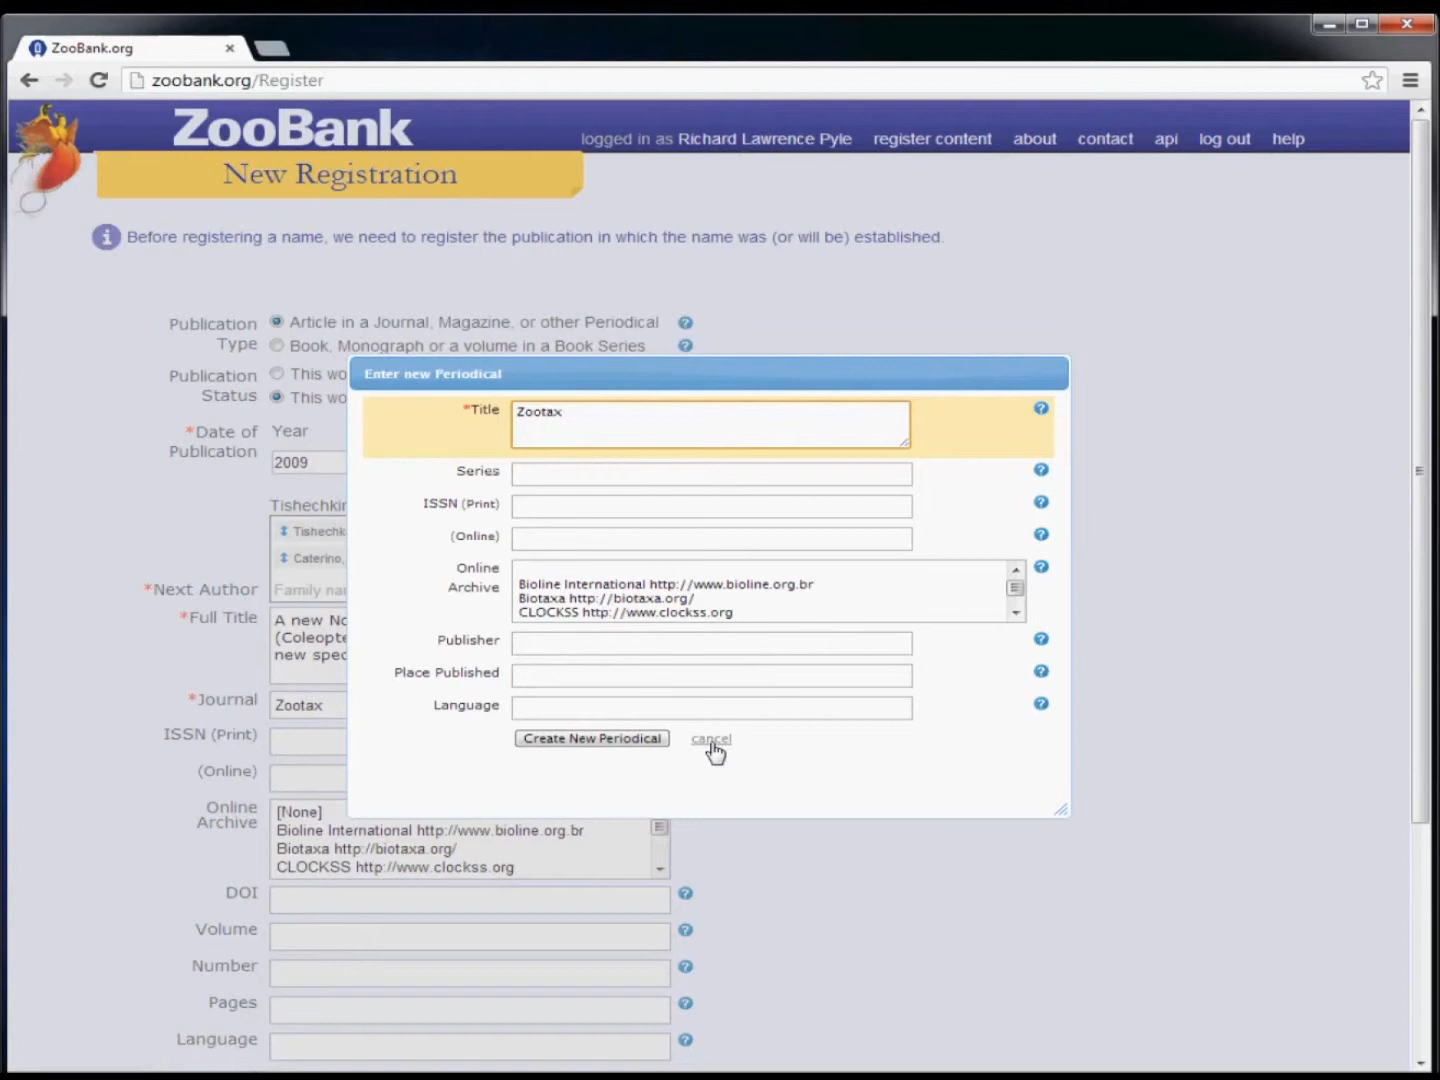 ZooBank.org
zoobank.org/Register
ZooBank
logged in as Richard Lawrence Pyle register content about contact api log out help
New Registration
Before registering a name, we need to register the publication in which the name was (or will be) established.
Publication Type
Article in a Journal, Magazine, or other Periodical
Book, Monograph or a volume in a Book Series
Publication Status
This wo
This wo
*Date of Publication
Year
2009
Tishechkin
Tishechk
Caterino,
*Next Author
Family na
*Full Title
A new No
(Coleopte
new spec
*Journal
Zootax
ISSN (Print)
(Online)
Online Archive
[None]
Bioline International http://www.bioline.org.br
Biotaxa http://biotaxa.org/
CLOCKSS http://www.clockss.org
DOI
Volume
Number
Pages
Language
Enter new Periodical
*Title
Zootax
Series
ISSN (Print)
(Online)
Online Archive
Bioline International http://www.bioline.org.br
Biotaxa http://biotaxa.org/
CLOCKSS http://www.clockss.org
Publisher
Place Published
Language
Create New Periodical cancel